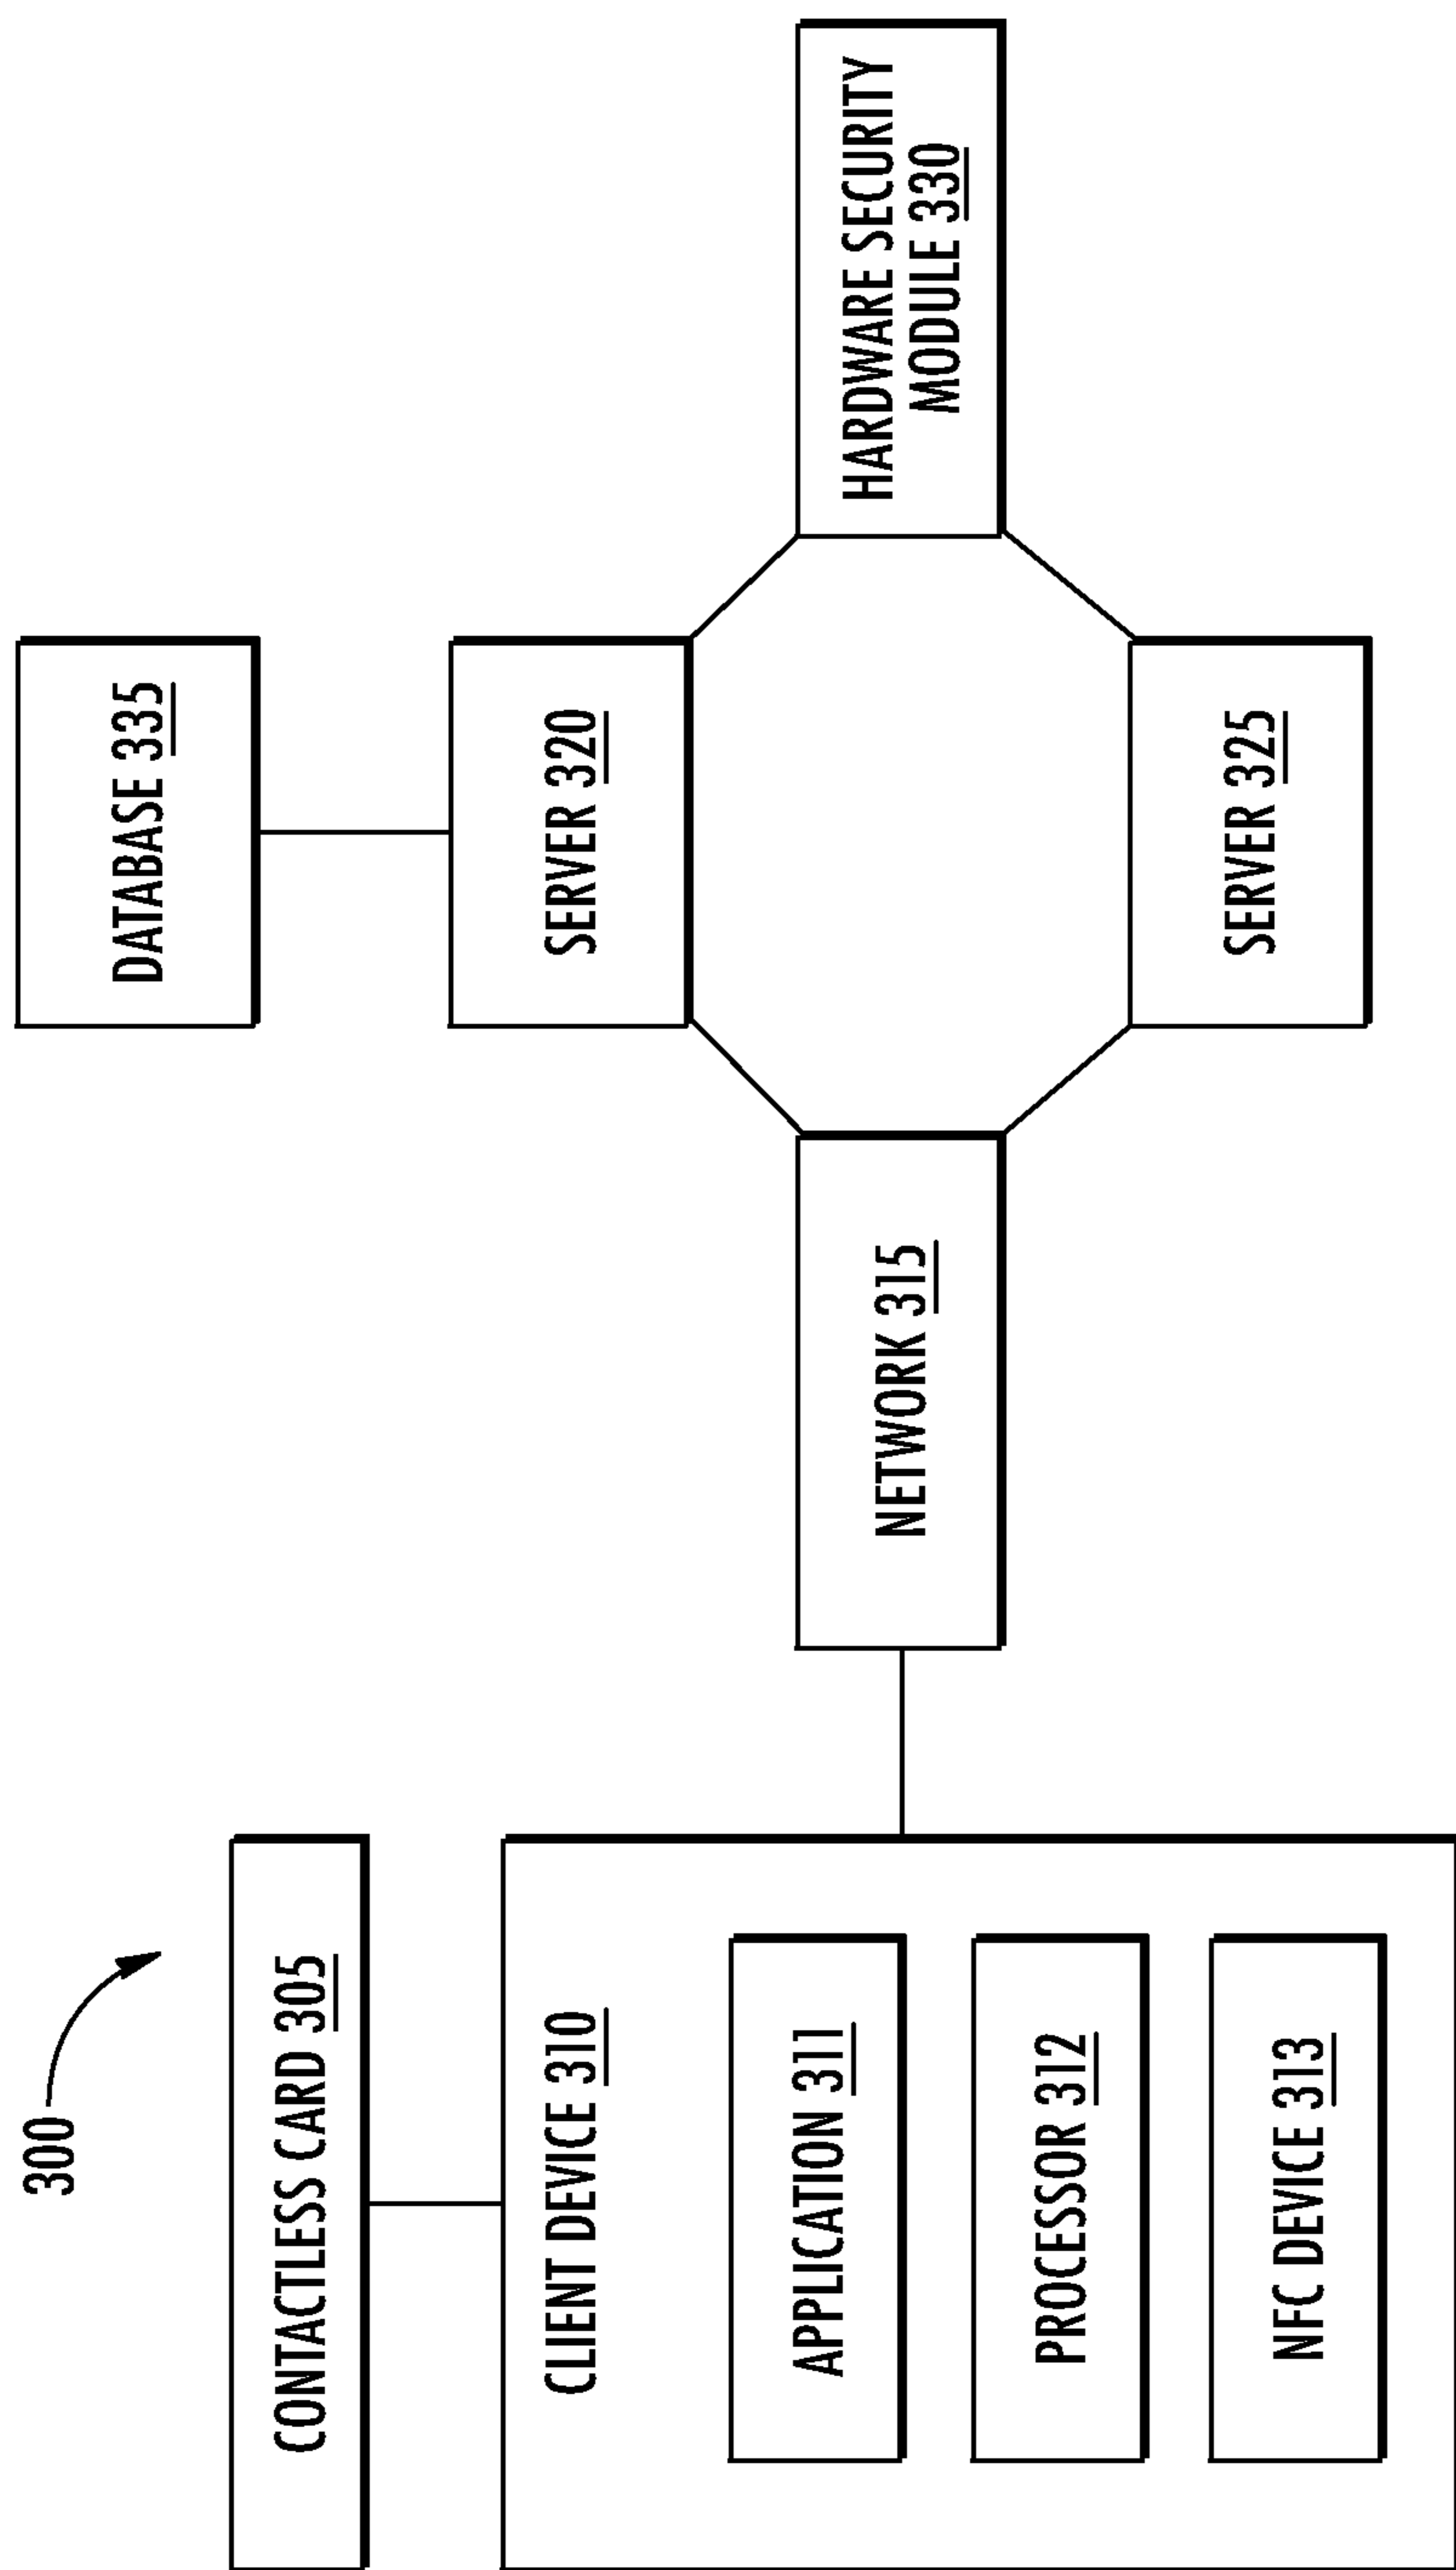 300
CONTACTLESS CARD 305
CLIENT DEVICE 310
APPLICATION 311
PROCESSOR 312
NFC DEVICE 313
NETWORK 315
DATABASE 335
SERVER 320
SERVER 325
HARDWARE SECURITY
MODULE 330